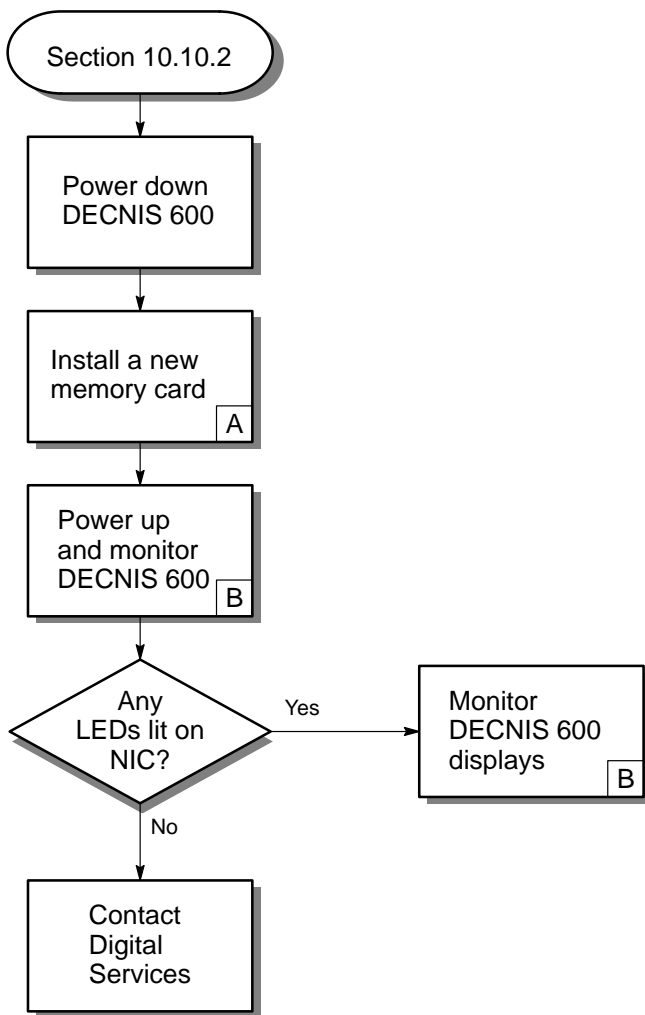 Section 10.10.2
Power down
DECNIS 600
Install a new
memory card
A
Power up
and monitor
DECNIS 600
B
Any
LEDs lit on
NIC?
Yes
Monitor
DECNIS 600
displays
B
No
Contact
Digital
Services